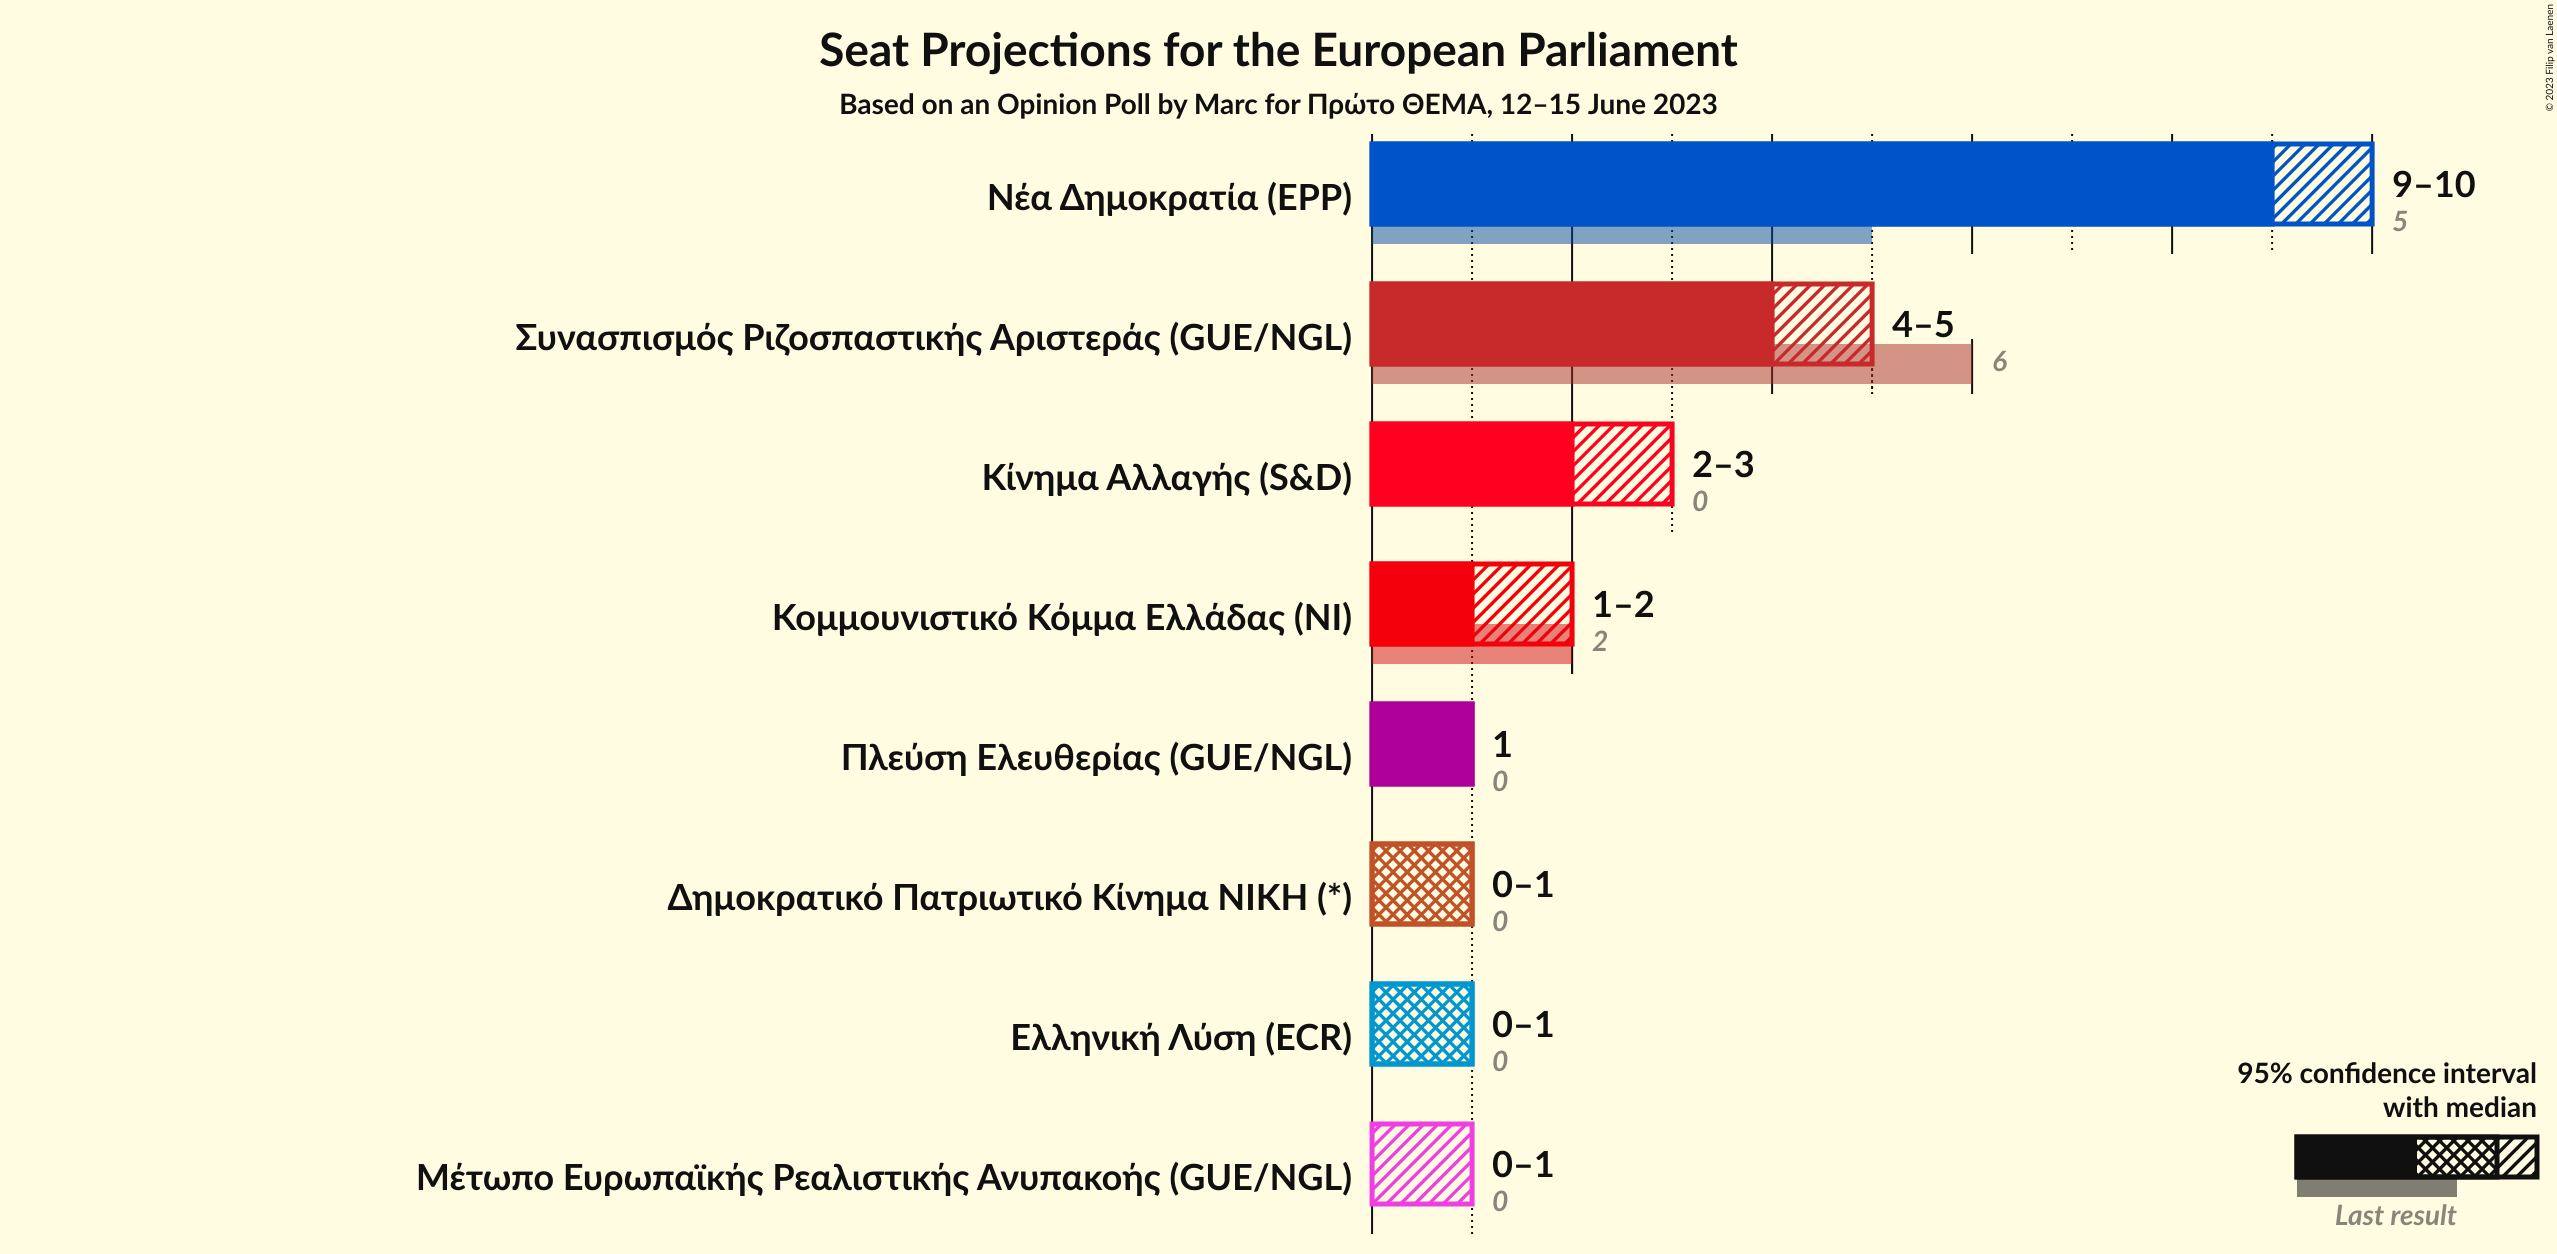 Seat Projections for the European Parliament
Based on an Opinion Poll by Marc for Πρώτο ΘΕΜΑ, 12–15 June 2023
© 2023 Filip van Laenen
Νέα Δημοκρατία (EPP)
9–10
5
Συνασπισμός Ριζοσπαστικής Αριστεράς (GUE/NGL)
4–5
6
Κίνημα Αλλαγής (S&D)
2–3
0
Κομμουνιστικό Κόμμα Ελλάδας (NI)
1–2
2
Πλεύση Ελευθερίας (GUE/NGL)
1
0
Δημοκρατικό Πατριωτικό Κίνημα ΝΙΚΗ (*)
0–1
0
Ελληνική Λύση (ECR)
0–1
0
Μέτωπο Ευρωπαϊκής Ρεαλιστικής Ανυπακοής (GUE/NGL)
0–1
0
95% confidence interval
with median
Last result